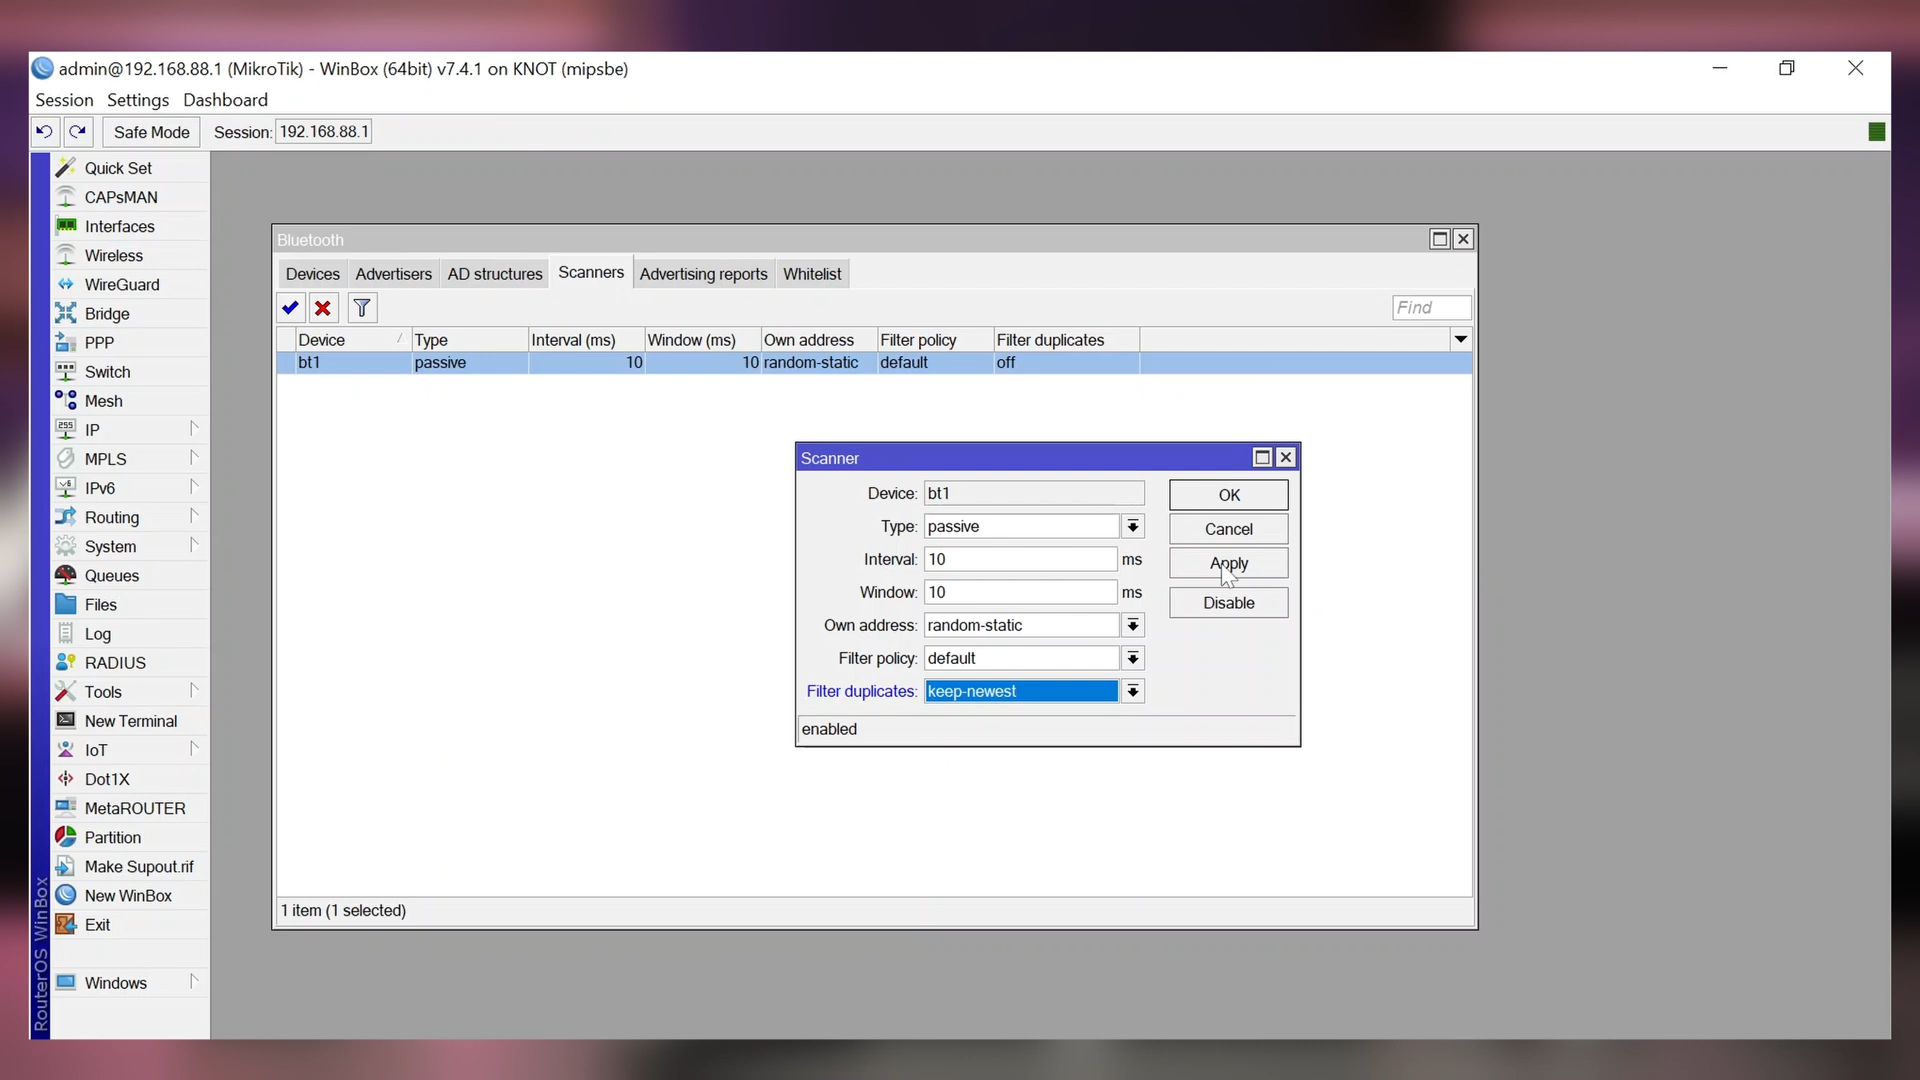 admin@192.168.88.1 (MikroTik) - WinBox (64bit) v7.4.1 on KNOT (mipsbe)
Session Settings Dashboard
Safe Mode Session: 192.168.88.1
Quick Set
CAPsMAN
Interfaces
Wireless
WireGuard
Bridge
PPP
Switch
Mesh
IP
MPLS
IPv6
Routing
System
Queues
Files
Log
RADIUS
Tools
New Terminal
IoT
Dot1X
MetaROUTER
Partition
Make Supout.rif
New WinBox
Exit
Windows
RouterOS WinBox
Bluetooth
Devices Advertisers AD structures Scanners Advertising reports Whitelist
Find
Device Type Interval (ms) Window (ms) Own address Filter policy Filter duplicates
bt1 passive 10 10 random-static default off
Scanner
Device: bt1
Type: passive
Interval: 10 ms
Window: 10 ms
Own address: random-static
Filter policy: default
Filter duplicates: keep-newest
enabled
OK
Cancel
Apply
Disable
1 item (1 selected)